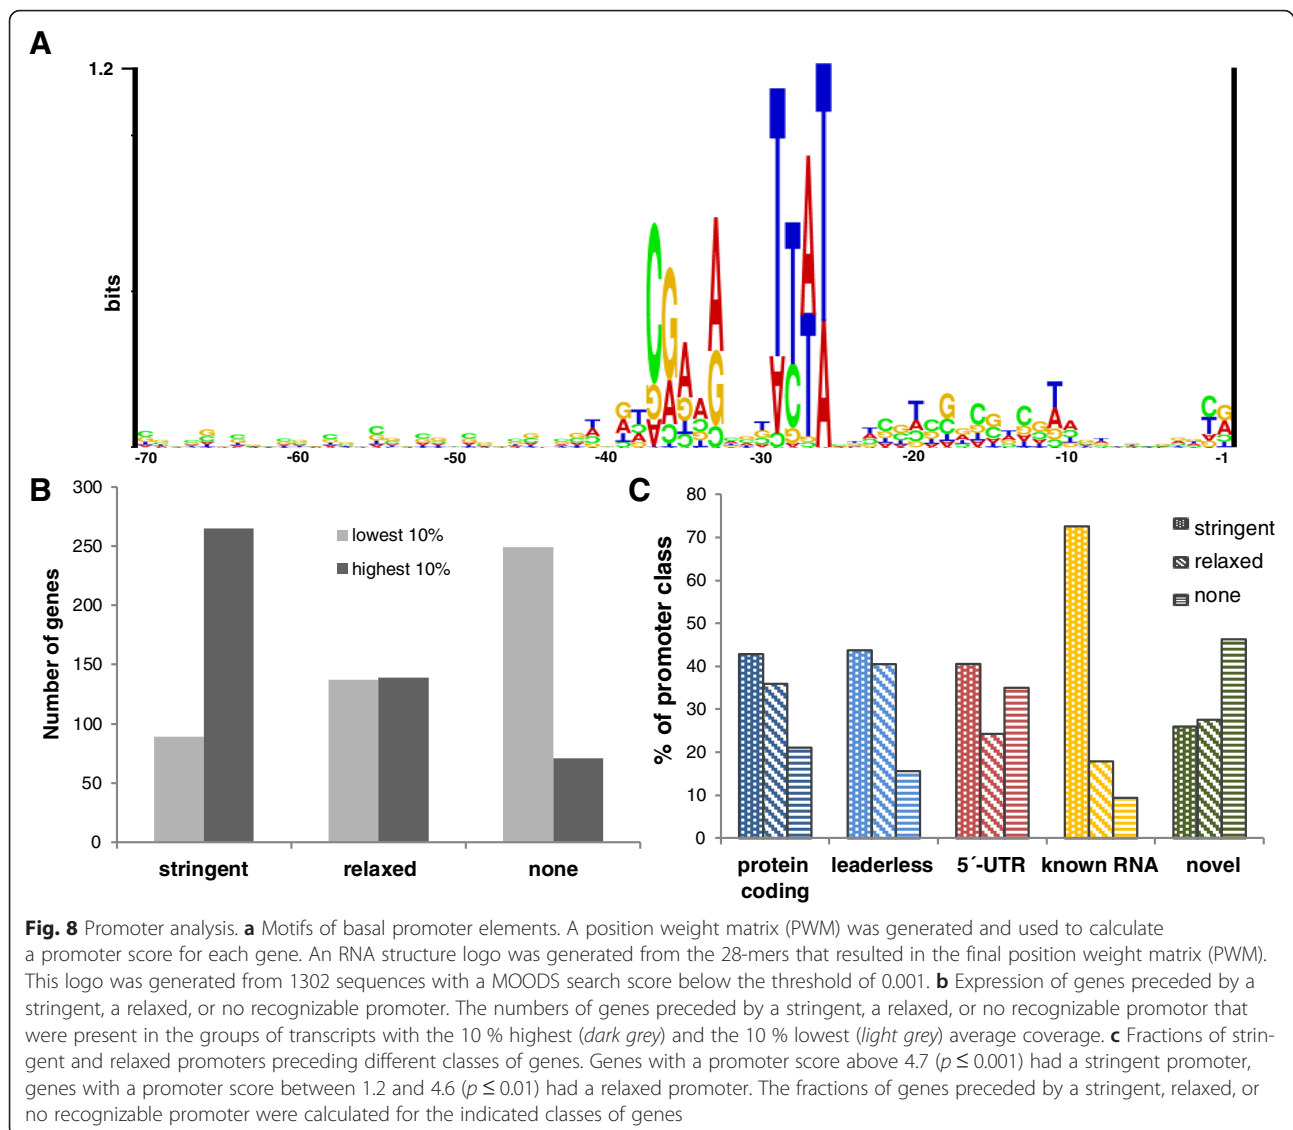 A
1.2
bits
-70 -60 -50 -40 -30 -20 -10 -1
B
300
250
200
150
100
50
0
Number of genes
lowest 10%
highest 10%
stringent relaxed none
C
80
70
60
50
40
30
20
10
0
% of promoter class
stringent
relaxed
none
protein coding leaderless 5´-UTR known RNA novel
Fig. 8 Promoter analysis. a Motifs of basal promoter elements. A position weight matrix (PWM) was generated and used to calculate
a promoter score for each gene. An RNA structure logo was generated from the 28-mers that resulted in the final position weight matrix (PWM).
This logo was generated from 1302 sequences with a MOODS search score below the threshold of 0.001. b Expression of genes preceded by a
stringent, a relaxed, or no recognizable promoter. The numbers of genes preceded by a stringent, a relaxed, or no recognizable promotor that
were present in the groups of transcripts with the 10 % highest (dark grey) and the 10 % lowest (light grey) average coverage. c Fractions of strin-
gent and relaxed promoters preceding different classes of genes. Genes with a promoter score above 4.7 (p ≤ 0.001) had a stringent promoter,
genes with a promoter score between 1.2 and 4.6 (p ≤ 0.01) had a relaxed promoter. The fractions of genes preceded by a stringent, relaxed, or
no recognizable promoter were calculated for the indicated classes of genes